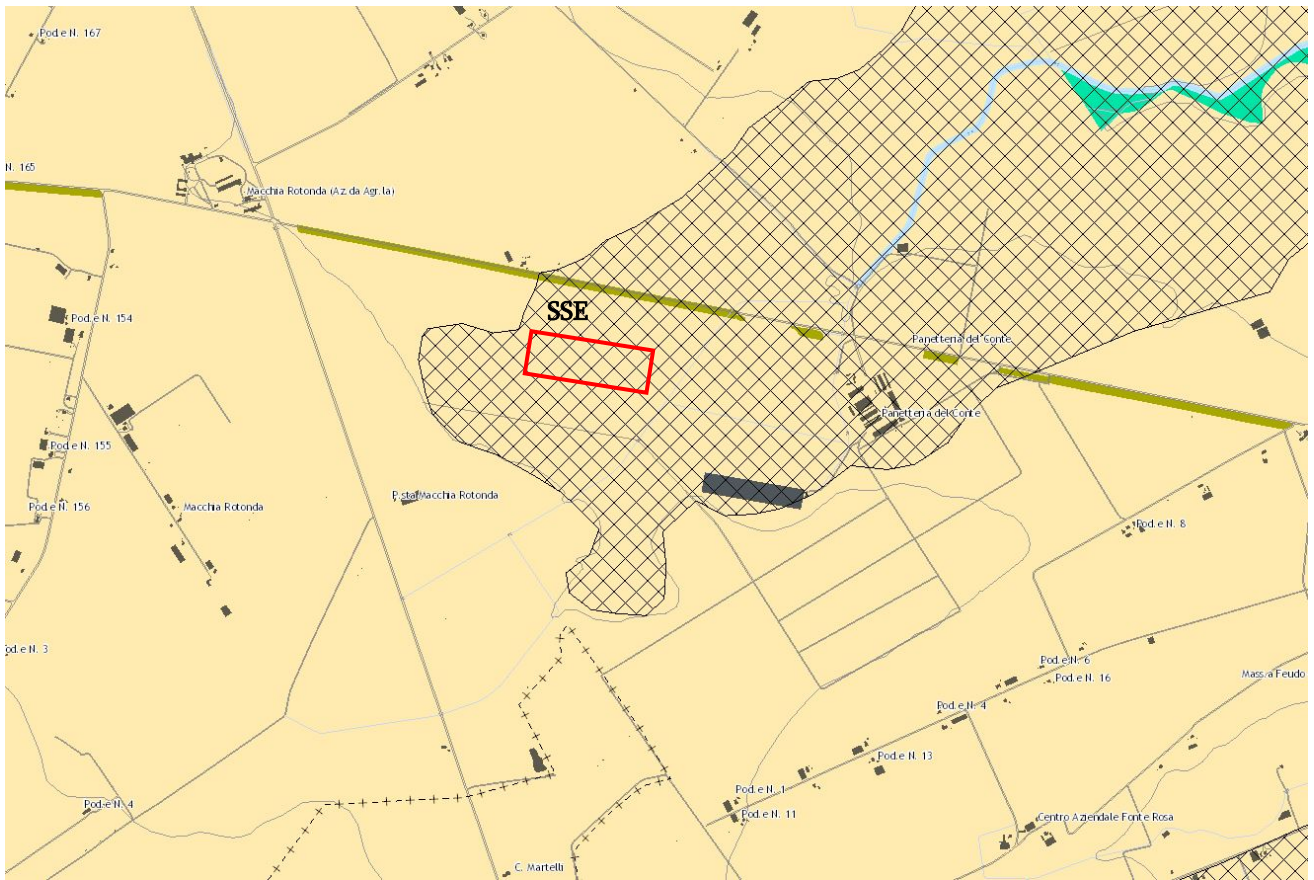 Pod.e N. 167
N. 165
Macchia Rotonda (Az.da Agr.la)
SSE
Pod.e N. 154
Panetteria del Conte
Panetteria del Conte
Pod.e N. 155
P.sta Macchia Rotonda
Pod.e N. 156
Macchia Rotonda
Pod.e N. 8
od.e N. 3
Pod.e N. 6
Pod.e N. 16
Mass.a Feudo
Pod.e N. 4
Pod.e N. 13
Pod.e N. 1
Pod.e N. 4
Pod.e N. 11
Centro Aziendale Fonte Rosa
C. Martelli